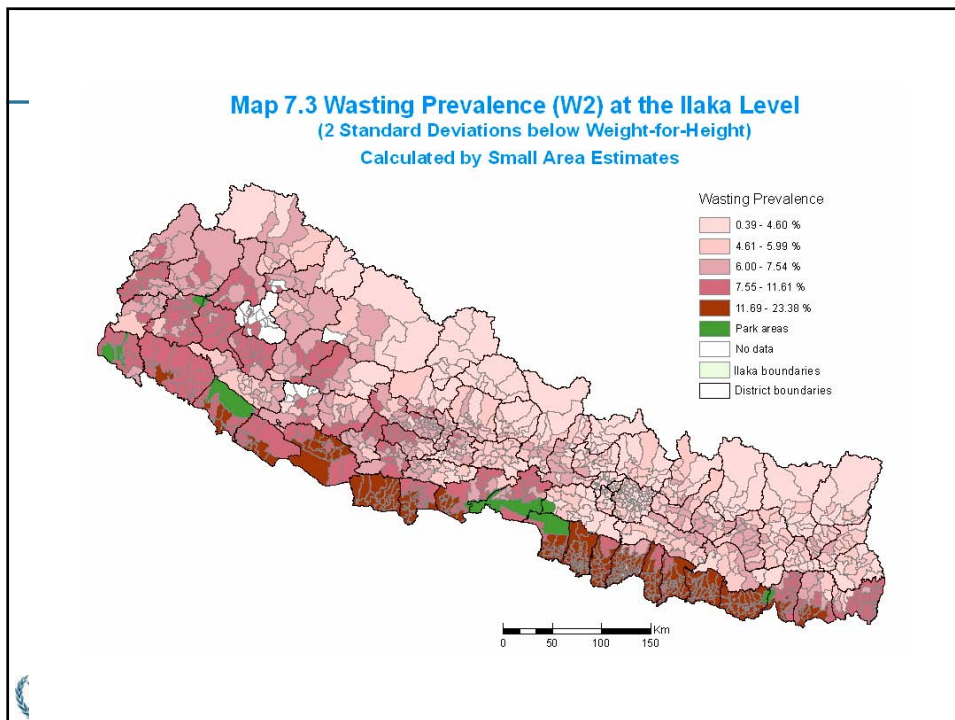 Map 7.3 Wasting Prevalence (W2) at the Ilaka Level
(2 Standard Deviations below Weight-for-Height)
Calculated by Small Area Estimates
Wasting Prevalence
0.39 - 4.60 %
4.61 - 5.99 %
6.00 - 7.54 %
7.55 - 11.61 %
11.69 - 23.38 %
Park areas
No data
Ilaka boundaries
District boundaries
Km
0 50 100 150